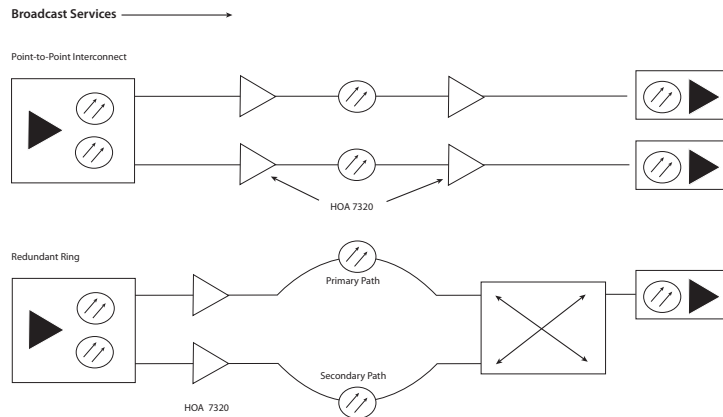 Broadcast Services
Point-to-Point Interconnect
HOA 7320
Redundant Ring
Primary Path
Secondary Path
HOA 7320